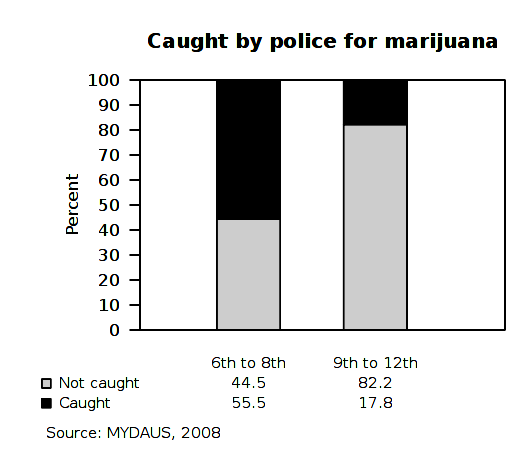 Caught by police for marijuana
100
90
80
70
60
50
40
30
20
10
0
Percent
6th to 8th 9th to 12th
Not caught 44.5 82.2
Caught 55.5 17.8
Source: MYDAUS, 2008